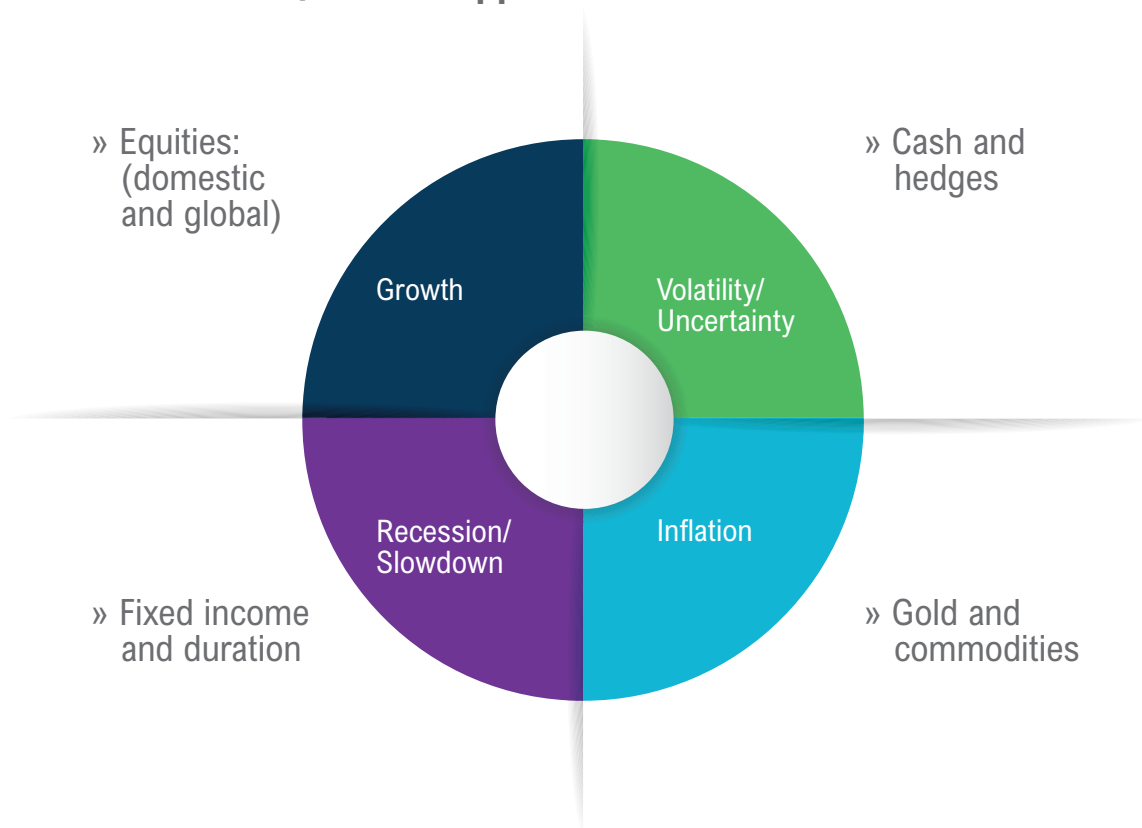 » Equities:
(domestic
and global)
» Cash and
hedges
Growth
Volatility/
Uncertainty
Recession/
Slowdown
Inflation
» Fixed income
and duration
» Gold and
commodities